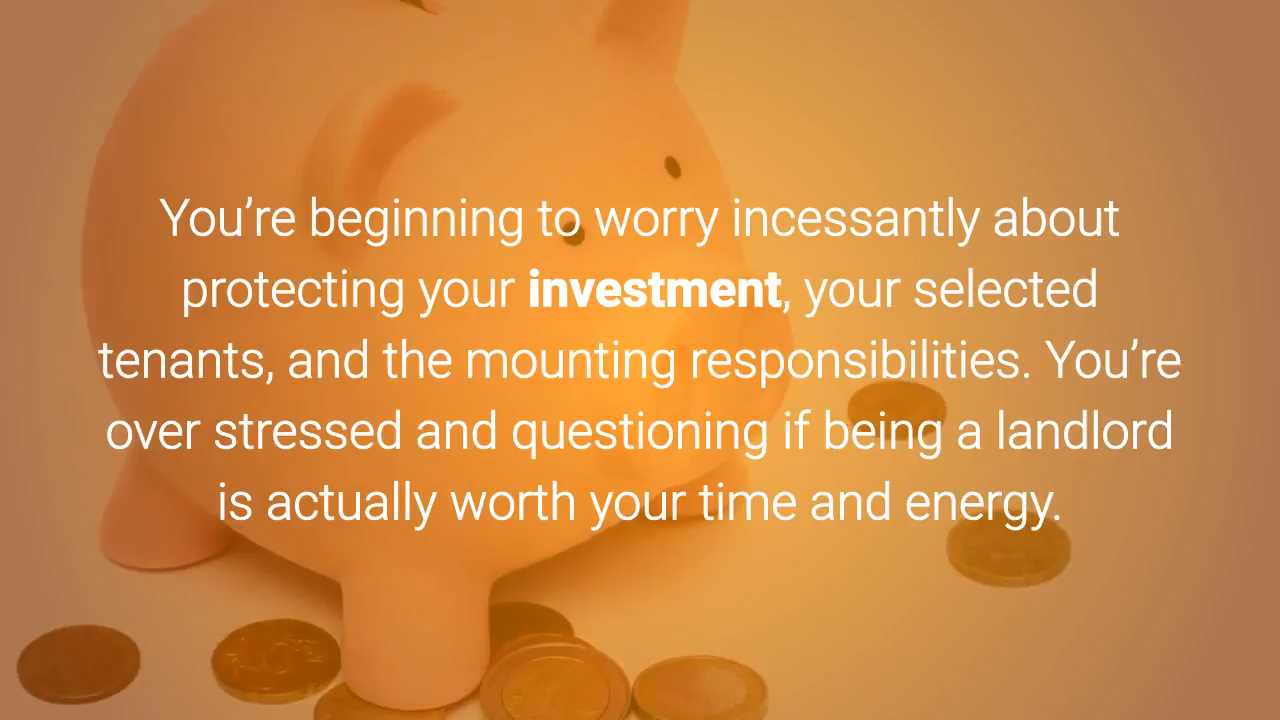 You’re beginning to worry incessantly about
protecting your investment, your selected
tenants, and the mounting responsibilities. You’re
over stressed and questioning if being a landlord
is actually worth your time and energy.